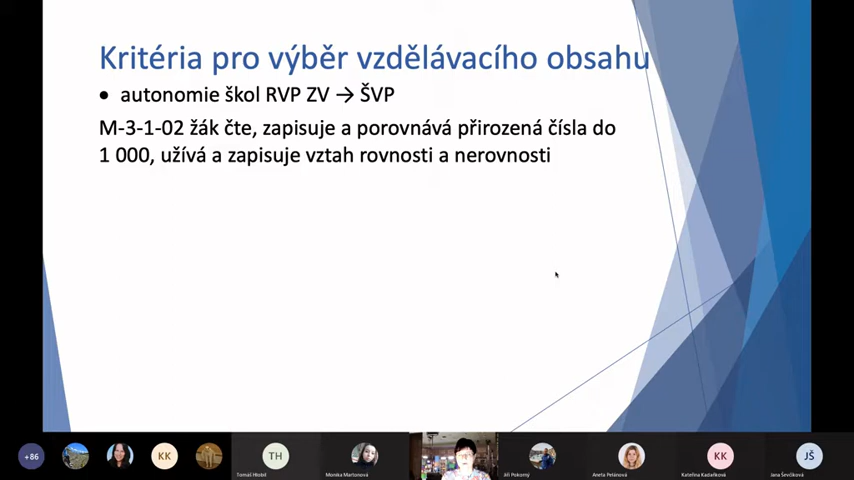 Kritéria pro výběr vzdělávacího obsahu
• autonomie škol RVP ZV → ŠVP
M-3-1-02 žák čte, zapisuje a porovnává přirozená čísla do
1 000, užívá a zapisuje vztah rovnosti a nerovnosti
+86
KK
TH
KK
JŠ
Tomáš Hlobil
Monika Martonová
Jiří Pokorný
Aneta Petánová
Kateřina Kastařková
Jana Ševčíková